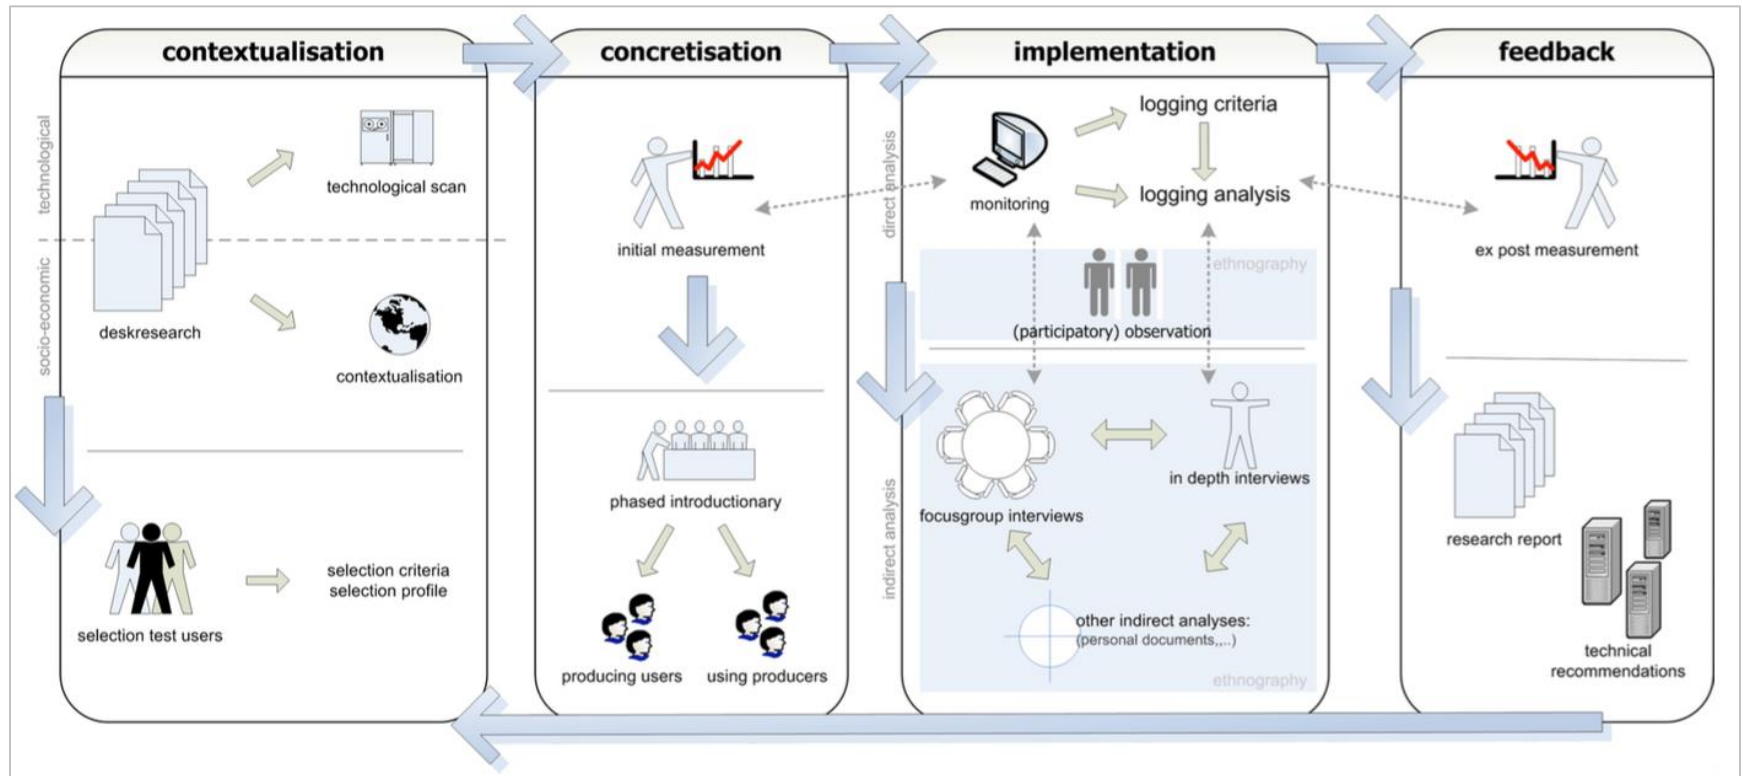 contextualisation
technological
socio-economic
technological scan
deskresearch
contextualisation
selection criteria
selection profile
selection test users
concretisation
initial measurement
phased introductionary
producing users
using producers
implementation
direct analysis
indirect analysis
logging criteria
monitoring
logging analysis
ethnography
(participatory) observation
in depth interviews
focusgroup interviews
other indirect analyses:
(personal documents,,..)
ethnography
feedback
ex post measurement
research report
technical
recommendations